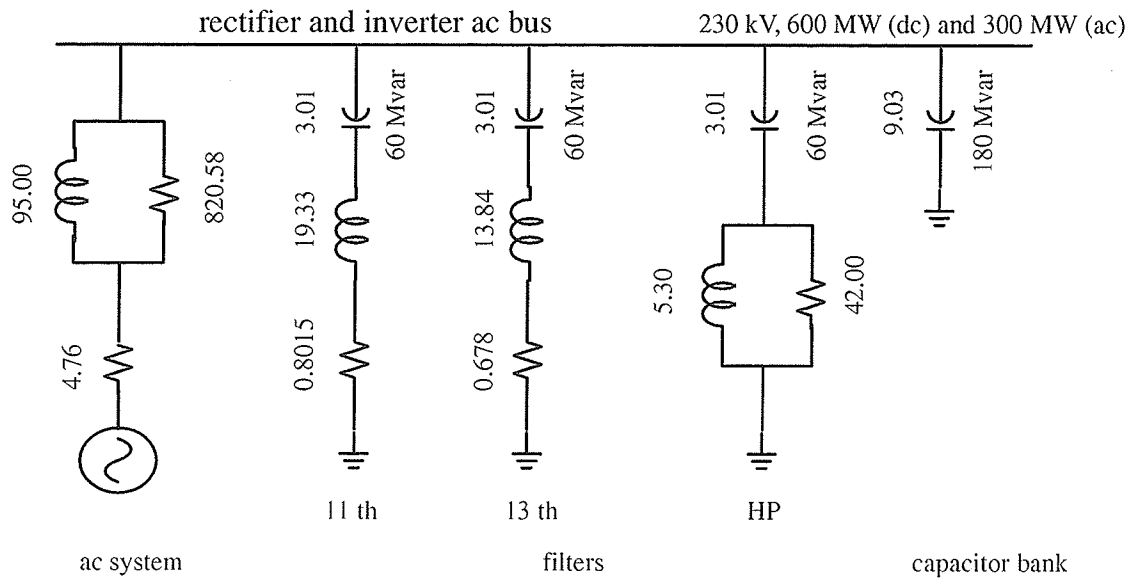 rectifier and inverter ac bus
230 kV, 600 MW (dc) and 300 MW (ac)
95.00
820.58
4.76
3.01
60 Mvar
19.33
0.8015
3.01
60 Mvar
13.84
0.678
3.01
60 Mvar
5.30
42.00
9.03
180 Mvar
11 th
13 th
HP
ac system
filters
capacitor bank